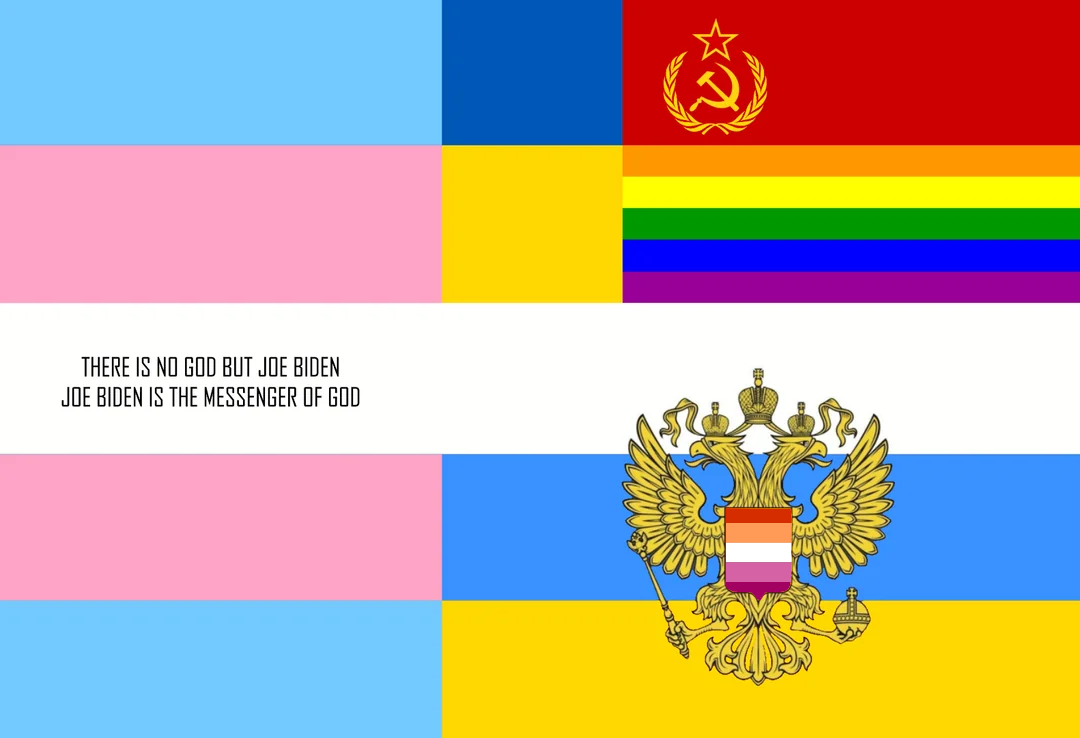 THERE IS NO GOD BUT JOE BIDEN
JOE BIDEN IS THE MESSENGER OF GOD